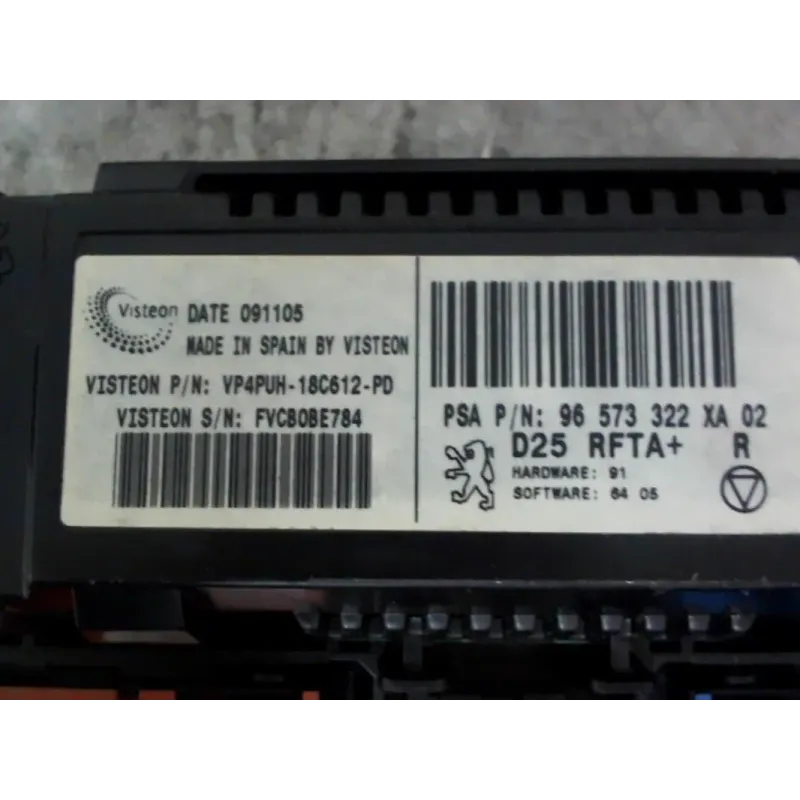 Visteon DATE 091105
MADE IN SPAIN BY VISTEON
VISTEON P/N: VP4PUH-18C612-PD
VISTEON S/N: FVCB0BE784
PSA P/N: 96 573 322 XA 02
D25 RFTA+ R
HARDWARE: 91
SOFTWARE: 64 05